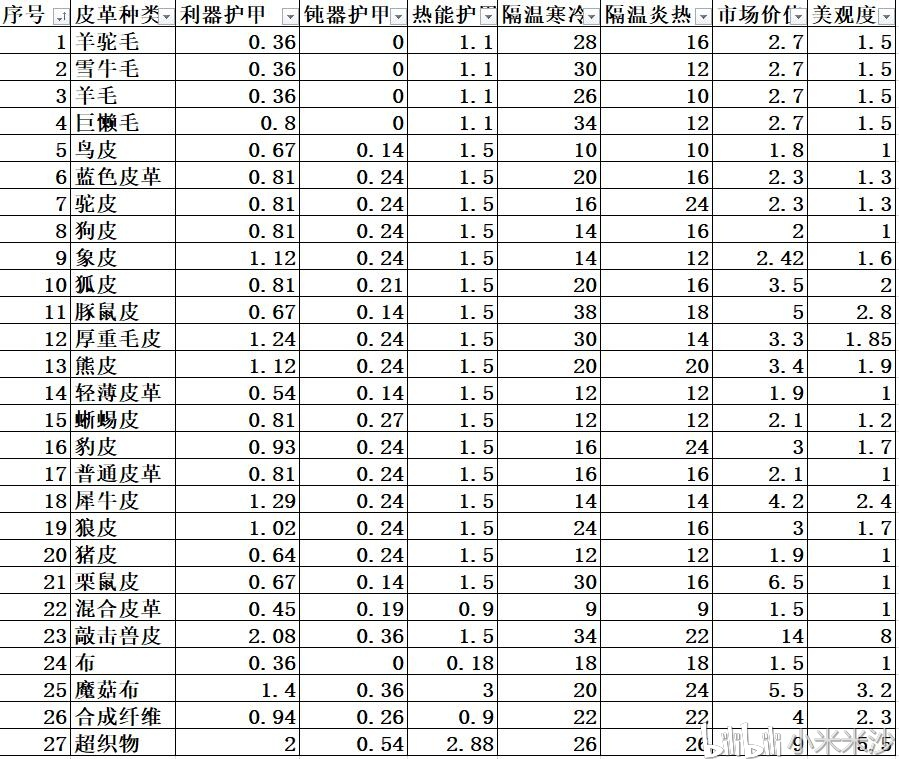 序号 皮革种类 利器护甲 钝器护甲 热能护甲 隔温寒冷 隔温炎热 市场价值 美观度
1 羊驼毛 0.36 0 1.1 28 16 2.7 1.5
2 雪牛毛 0.36 0 1.1 30 12 2.7 1.5
3 羊毛 0.36 0 1.1 26 10 2.7 1.5
4 巨懒毛 0.8 0 1.1 34 12 2.7 1.5
5 鸟皮 0.67 0.14 1.5 10 10 1.8 1
6 蓝色皮革 0.81 0.24 1.5 20 16 2.3 1.3
7 驼皮 0.81 0.24 1.5 16 24 2.3 1.3
8 狗皮 0.81 0.24 1.5 14 16 2 1
9 象皮 1.12 0.24 1.5 14 12 2.42 1.6
10 狐皮 0.81 0.21 1.5 20 16 3.5 2
11 豚鼠皮 0.67 0.14 1.5 38 18 5 2.8
12 厚重毛皮 1.24 0.24 1.5 30 14 3.3 1.85
13 熊皮 1.12 0.24 1.5 20 20 3.4 1.9
14 轻薄皮革 0.54 0.14 1.5 12 12 1.9 1
15 蜥蜴皮 0.81 0.27 1.5 12 12 2.1 1.2
16 豹皮 0.93 0.24 1.5 16 24 3 1.7
17 普通皮革 0.81 0.24 1.5 16 16 2.1 1
18 犀牛皮 1.29 0.24 1.5 14 14 4.2 2.4
19 狼皮 1.02 0.24 1.5 24 16 3 1.7
20 猪皮 0.64 0.24 1.5 12 12 1.9 1
21 栗鼠皮 0.67 0.14 1.5 30 16 6.5 1
22 混合皮革 0.45 0.19 0.9 9 9 1.5 1
23 敲击兽皮 2.08 0.36 1.5 34 22 14 8
24 布 0.36 0 0.18 18 18 1.5 1
25 魔菇布 1.4 0.36 3 20 24 5.5 3.2
26 合成纤维 0.94 0.26 0.9 22 22 4 2.3
27 超织物 2 0.54 2.88 26 26 9 5.5
bilibili 小米米沙